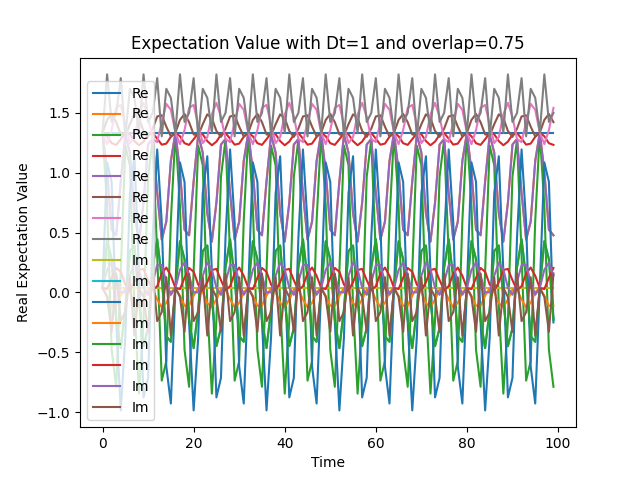 Expectation Value with Dt=1 and overlap=0.75
Real Expectation Value
1.5
1.0
0.5
0.0
−0.5
−1.0
Re
Re
Re
Re
Re
Re
Re
Re
Im
Im
Im
Im
Im
Im
Im
Im
0 20 40 60 80 100
Time